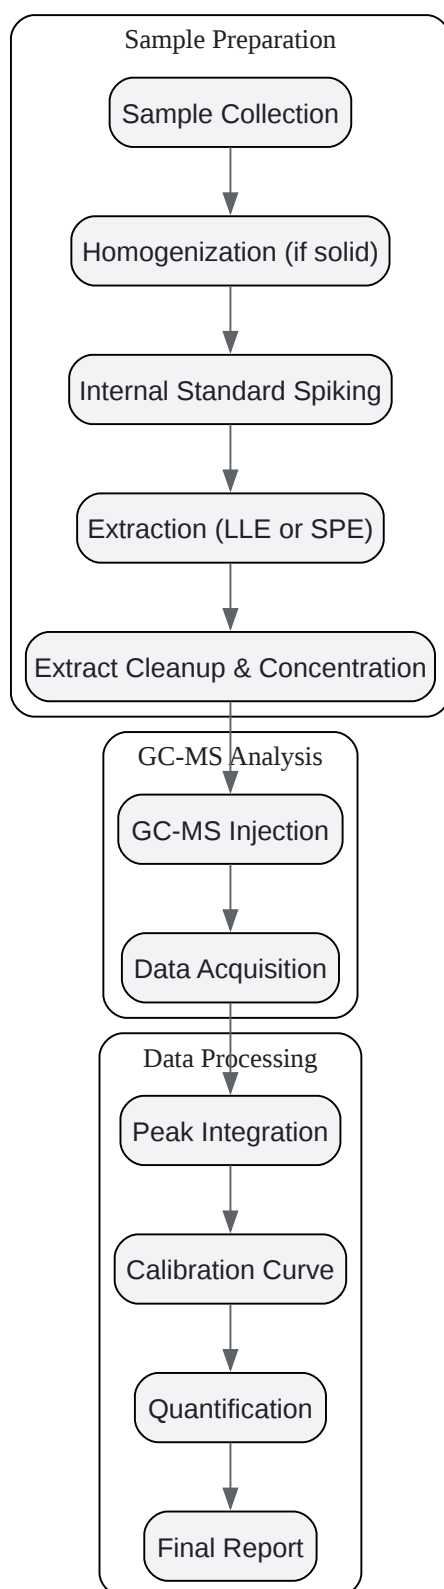 Sample Preparation
Sample Collection
Homogenization (if solid)
Internal Standard Spiking
Extraction (LLE or SPE)
Extract Cleanup & Concentration
GC-MS Analysis
GC-MS Injection
Data Acquisition
Data Processing
Peak Integration
Calibration Curve
Quantification
Final Report